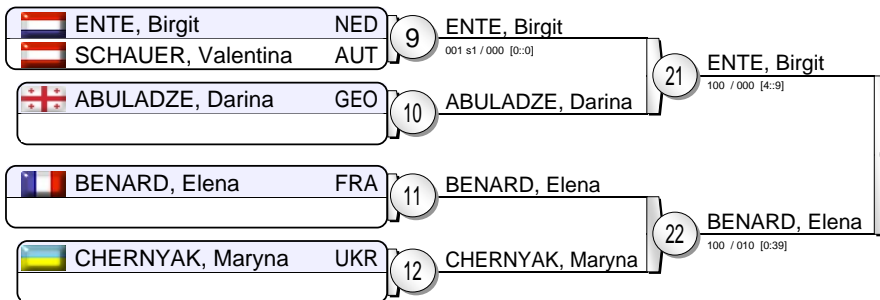 ENTE, Birgit NED
SCHAUER, Valentina AUT
9
ENTE, Birgit
001 s1 / 000 [0::0]
ABULADZE, Darina GEO
10
ABULADZE, Darina
21
ENTE, Birgit
100 / 000 [4::9]
BENARD, Elena FRA
11
BENARD, Elena
CHERNYAK, Maryna UKR
12
CHERNYAK, Maryna
22
BENARD, Elena
100 / 010 [0:39]